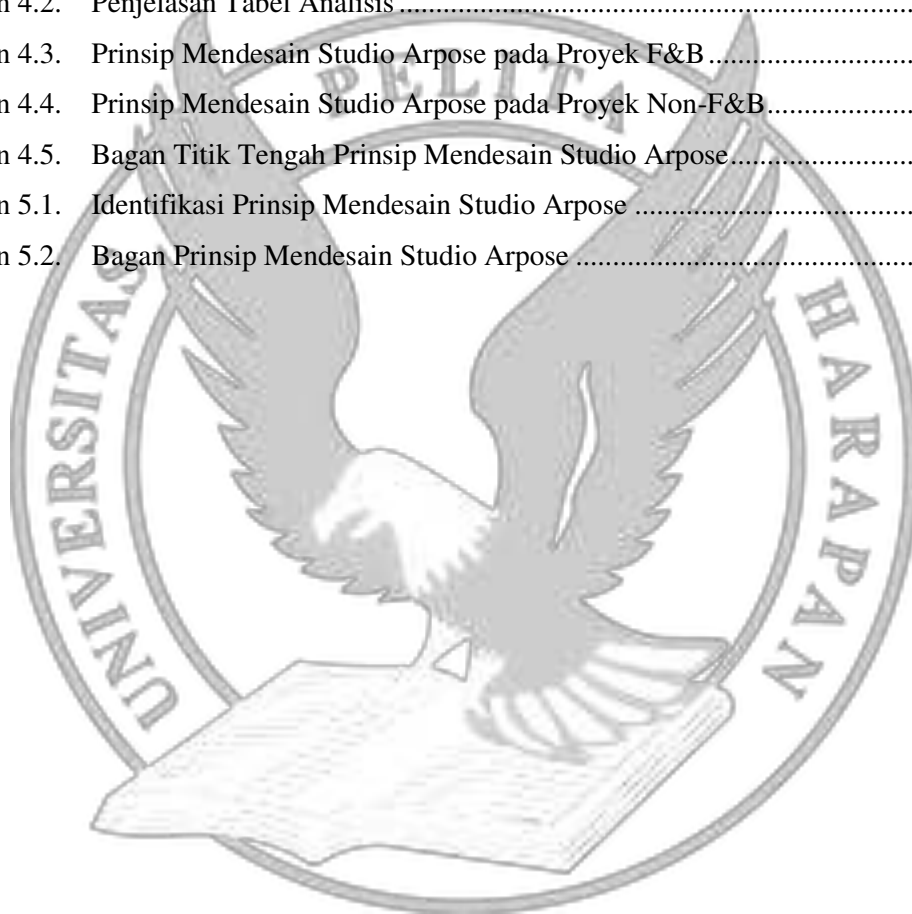 n 4.2. Penjelasan Tabel Analisis ....................
n 4.3. Prinsip Mendesain Studio Arpose pada Proyek F&B ....................
n 4.4. Prinsip Mendesain Studio Arpose pada Proyek Non-F&B....................
n 4.5. Bagan Titik Tengah Prinsip Mendesain Studio Arpose....................
n 5.1. Identifikasi Prinsip Mendesain Studio Arpose ....................
n 5.2. Bagan Prinsip Mendesain Studio Arpose ....................
UNIVERSITAS PELITA HARAPAN